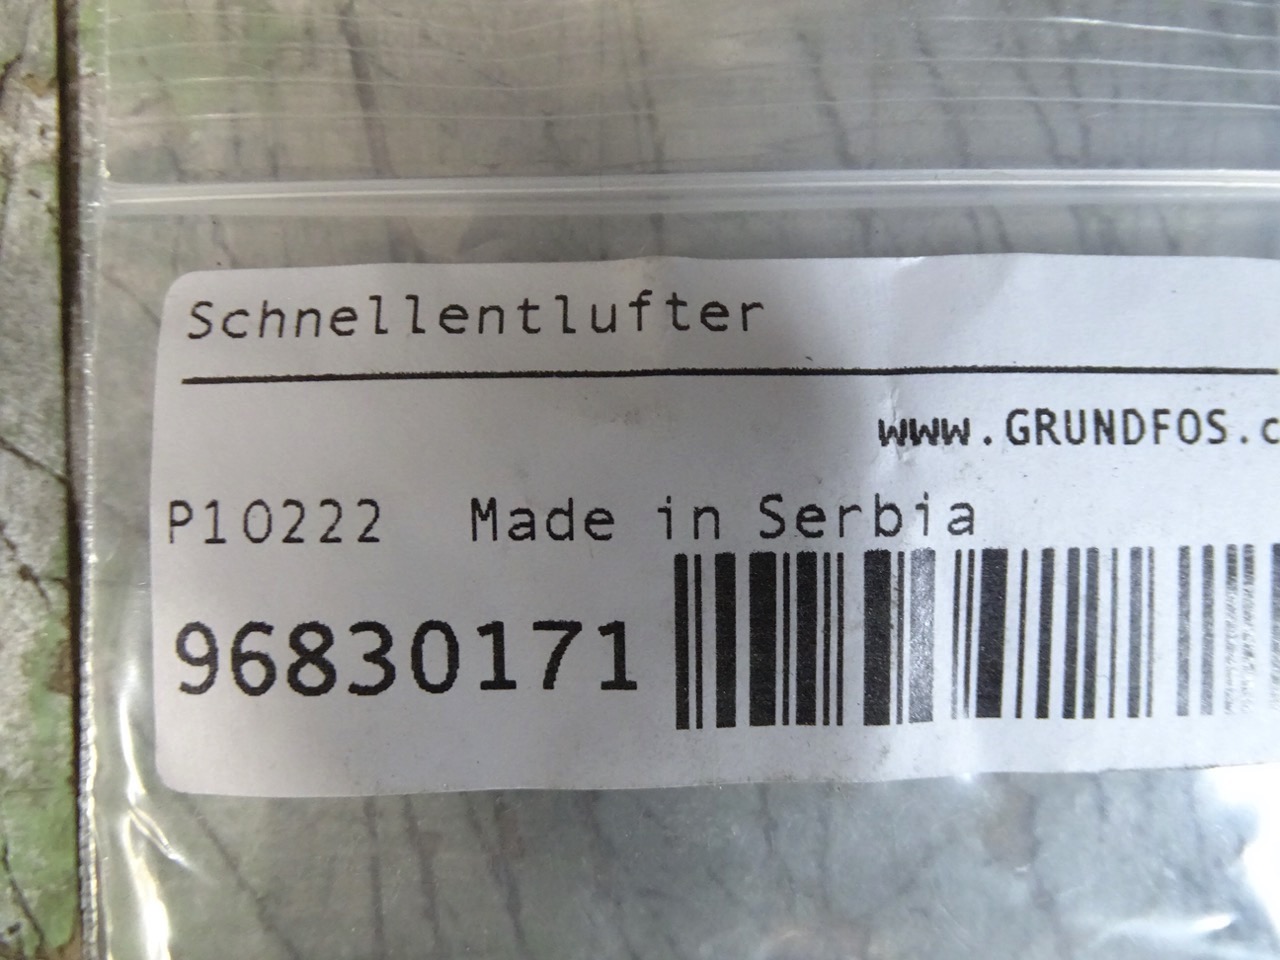 Schnellentlufter
www.GRUNDFOS.c
P10222 Made in Serbia
96830171